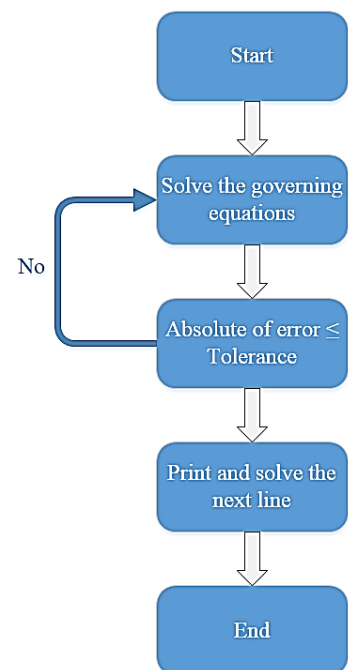 Start
Solve the governing
equations
No
Absolute of error ≤
Tolerance
Print and solve the
next line
End